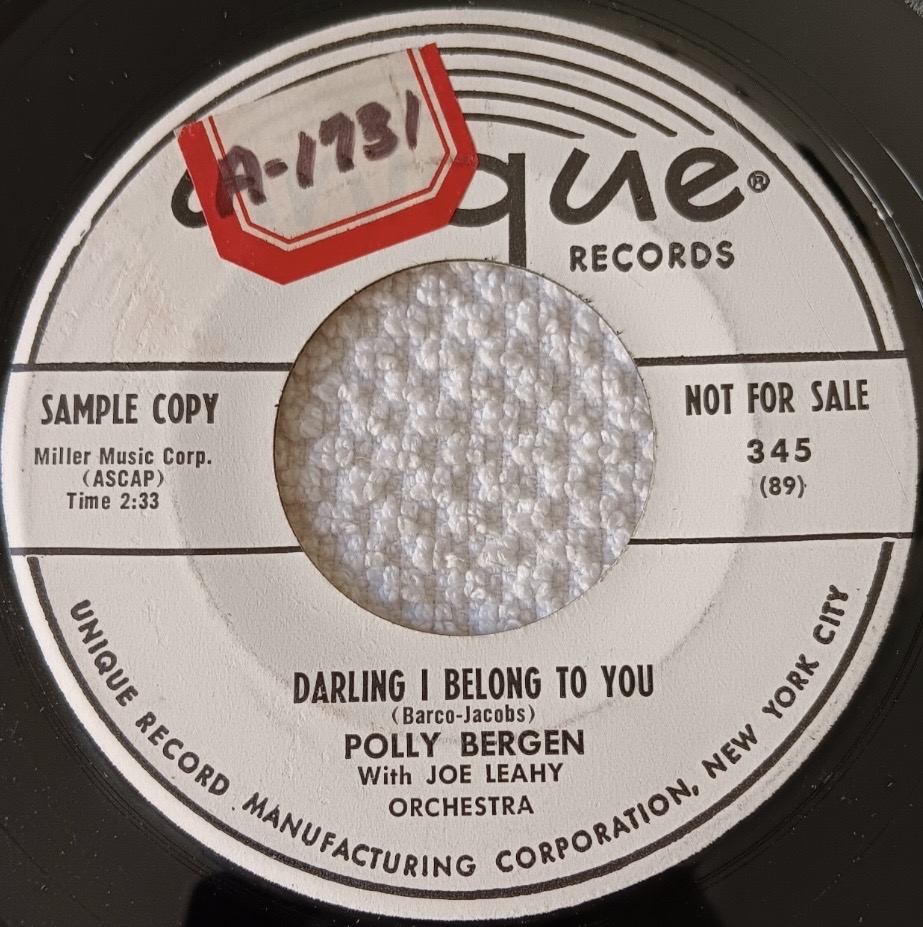 A-1731
que®
RECORDS
SAMPLE COPY
Miller Music Corp.
(ASCAP)
Time 2:33
NOT FOR SALE
345
(89)
DARLING I BELONG TO YOU
(Barco-Jacobs)
POLLY BERGEN
With JOE LEAHY
ORCHESTRA
UNIQUE RECORD MANUFACTURING CORPORATION, NEW YORK CITY